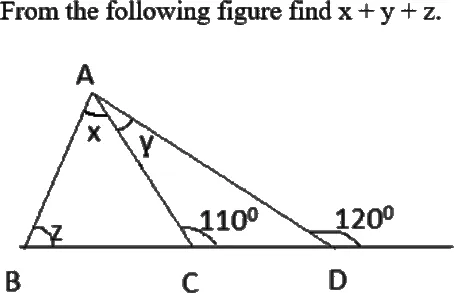 From the following figure find x + y + z.
A
x y
z 110⁰ 120⁰
B C D